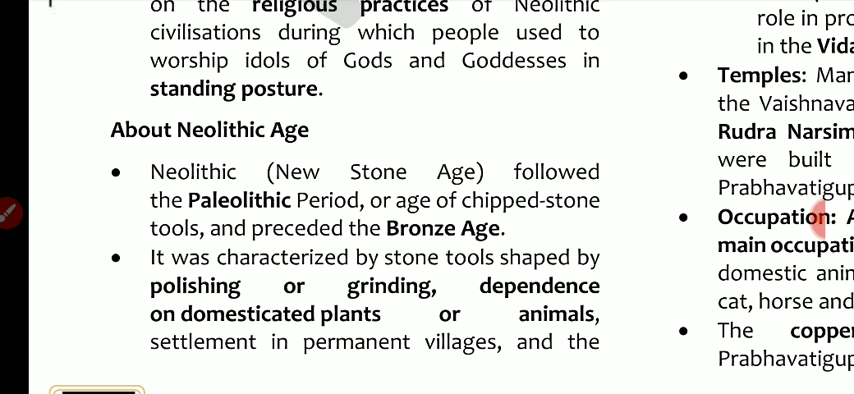 on the religious practices of Neolithic
civilisations during which people used to
worship idols of Gods and Goddesses in
standing posture.
About Neolithic Age
• Neolithic (New Stone Age) followed
the Paleolithic Period, or age of chipped-stone
tools, and preceded the Bronze Age.
• It was characterized by stone tools shaped by
polishing or grinding, dependence
on domesticated plants or animals,
settlement in permanent villages, and the
role in pro
in the Vida
• Temples: Mar
the Vaishnava
Rudra Narsim
were built
Prabhavatigup
• Occupation: A
main occupati
domestic anim
cat, horse and
• The copper
Prabhavatigup